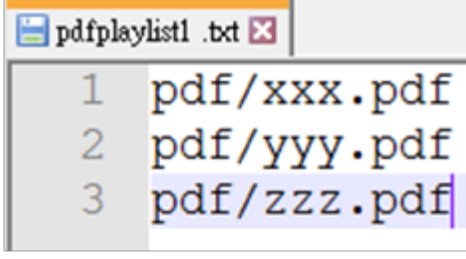 pdfplaylist1 .txt
1 pdf/xxx.pdf
2 pdf/yyy.pdf
3 pdf/zzz.pdf